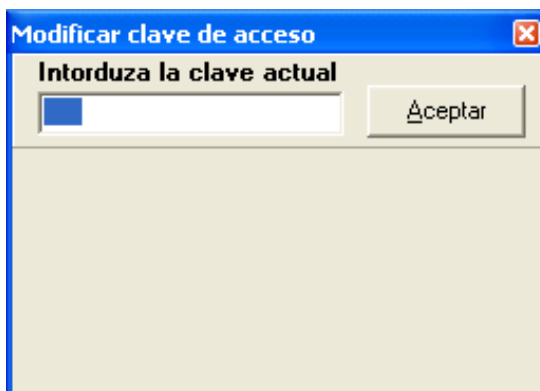 Modificar clave de acceso
Intorduza la clave actual
Aceptar